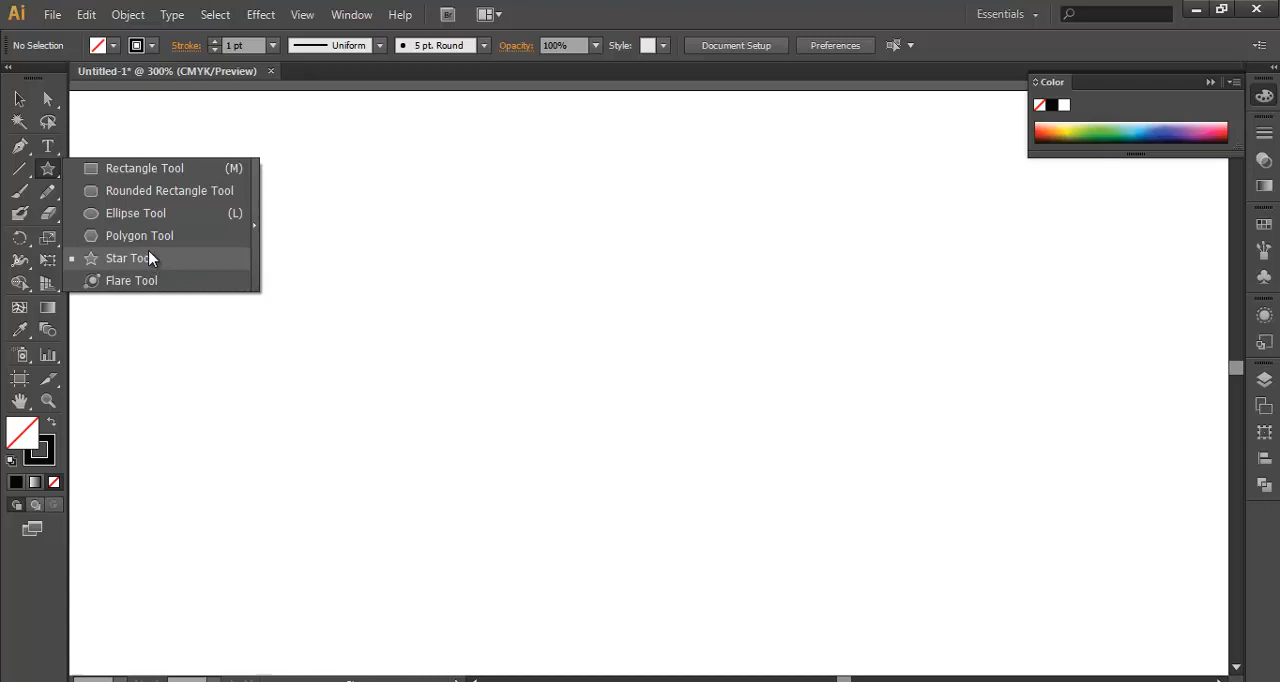 Ai File Edit Object Type Select Effect View Window Help Br Essentials
No Selection Stroke: 1 pt Uniform 5 pt. Round Opacity: 100% Style: Document Setup Preferences
Untitled-1* @ 300% (CMYK/Preview)
Color
T
Rectangle Tool (M)
Rounded Rectangle Tool
Ellipse Tool (L)
Polygon Tool
Star Tool
Flare Tool